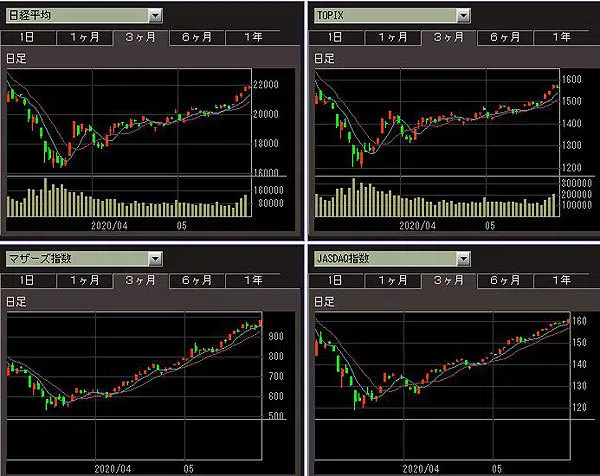 日経平均
1日 1ヶ月 3ヶ月 6ヶ月 1年
日足
22000
20000
18000
16000
160000
80000
2020/04 05
TOPIX
1日 1ヶ月 3ヶ月 6ヶ月 1年
日足
1600
1500
1400
1300
1200
300000
200000
100000
2020/04 05
マザーズ指数
1日 1ヶ月 3ヶ月 6ヶ月 1年
日足
900
800
700
600
500
2020/04 05
JASDAQ指数
1日 1ヶ月 3ヶ月 6ヶ月 1年
日足
160
150
140
130
120
2020/04 05